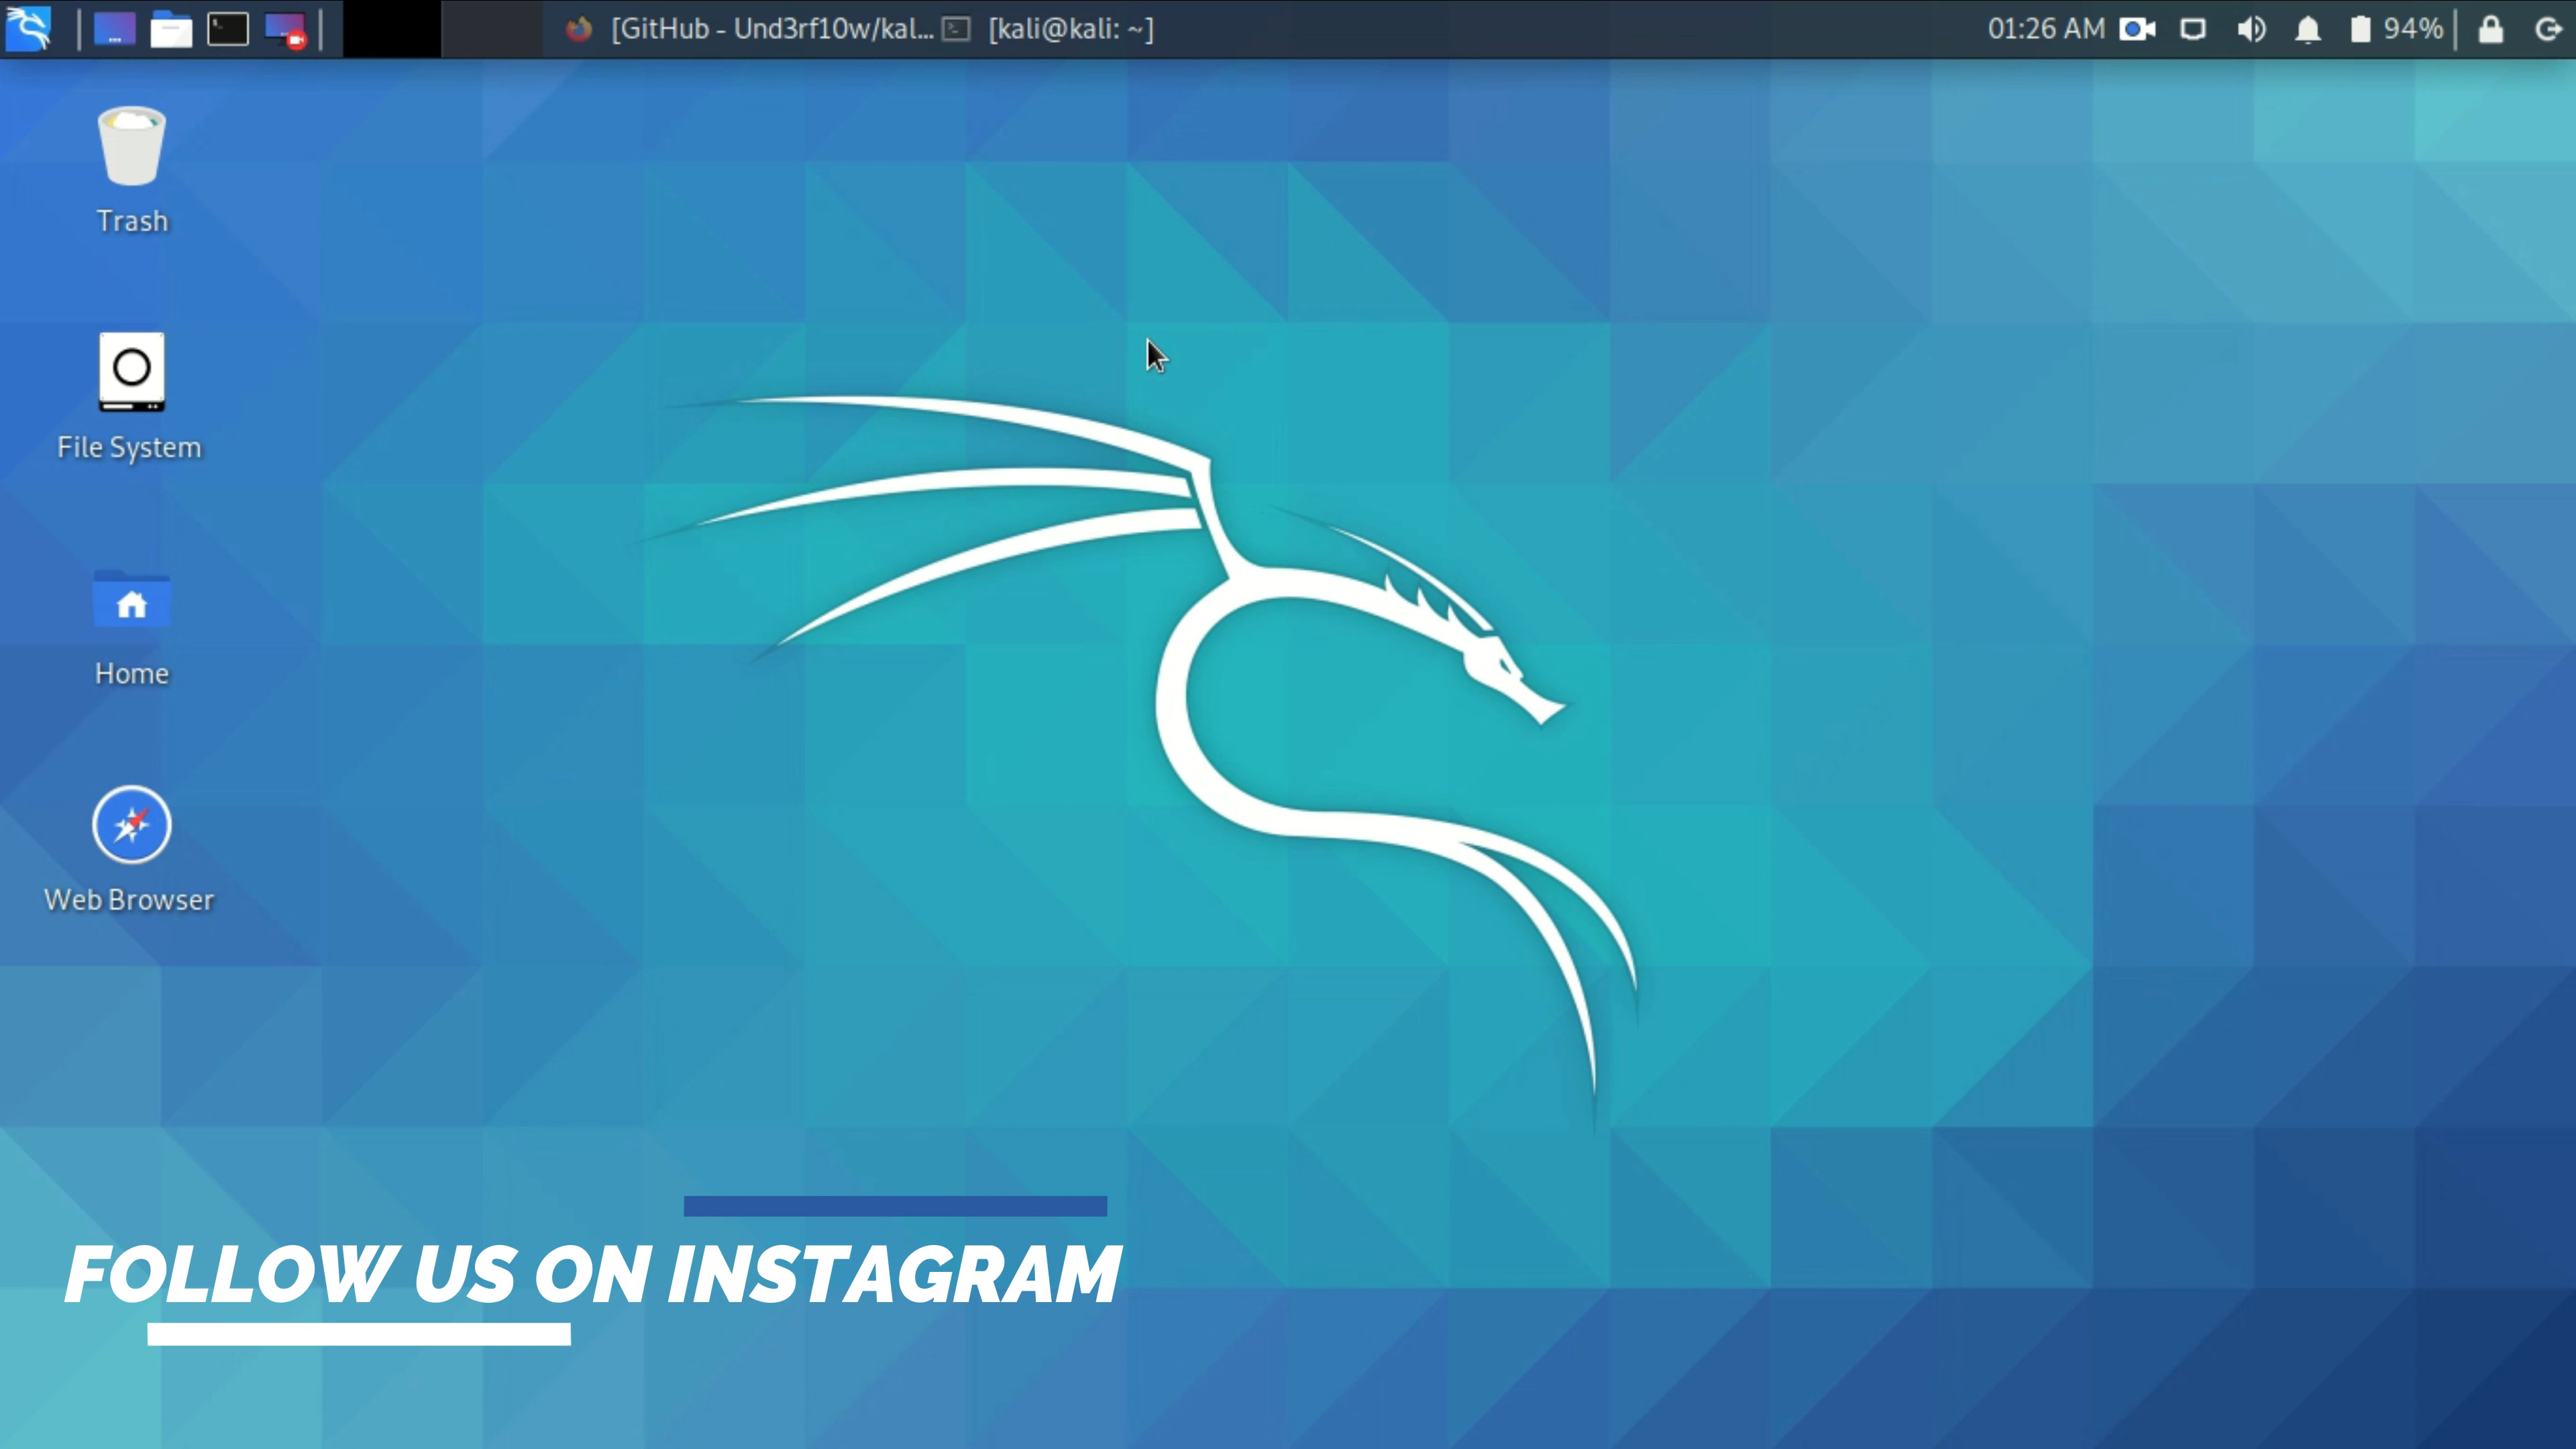 [GitHub - Und3rf10w/kal... [kali@kali: ~] 01:26 AM 94%
Trash
File System
Home
Web Browser
FOLLOW US ON INSTAGRAM